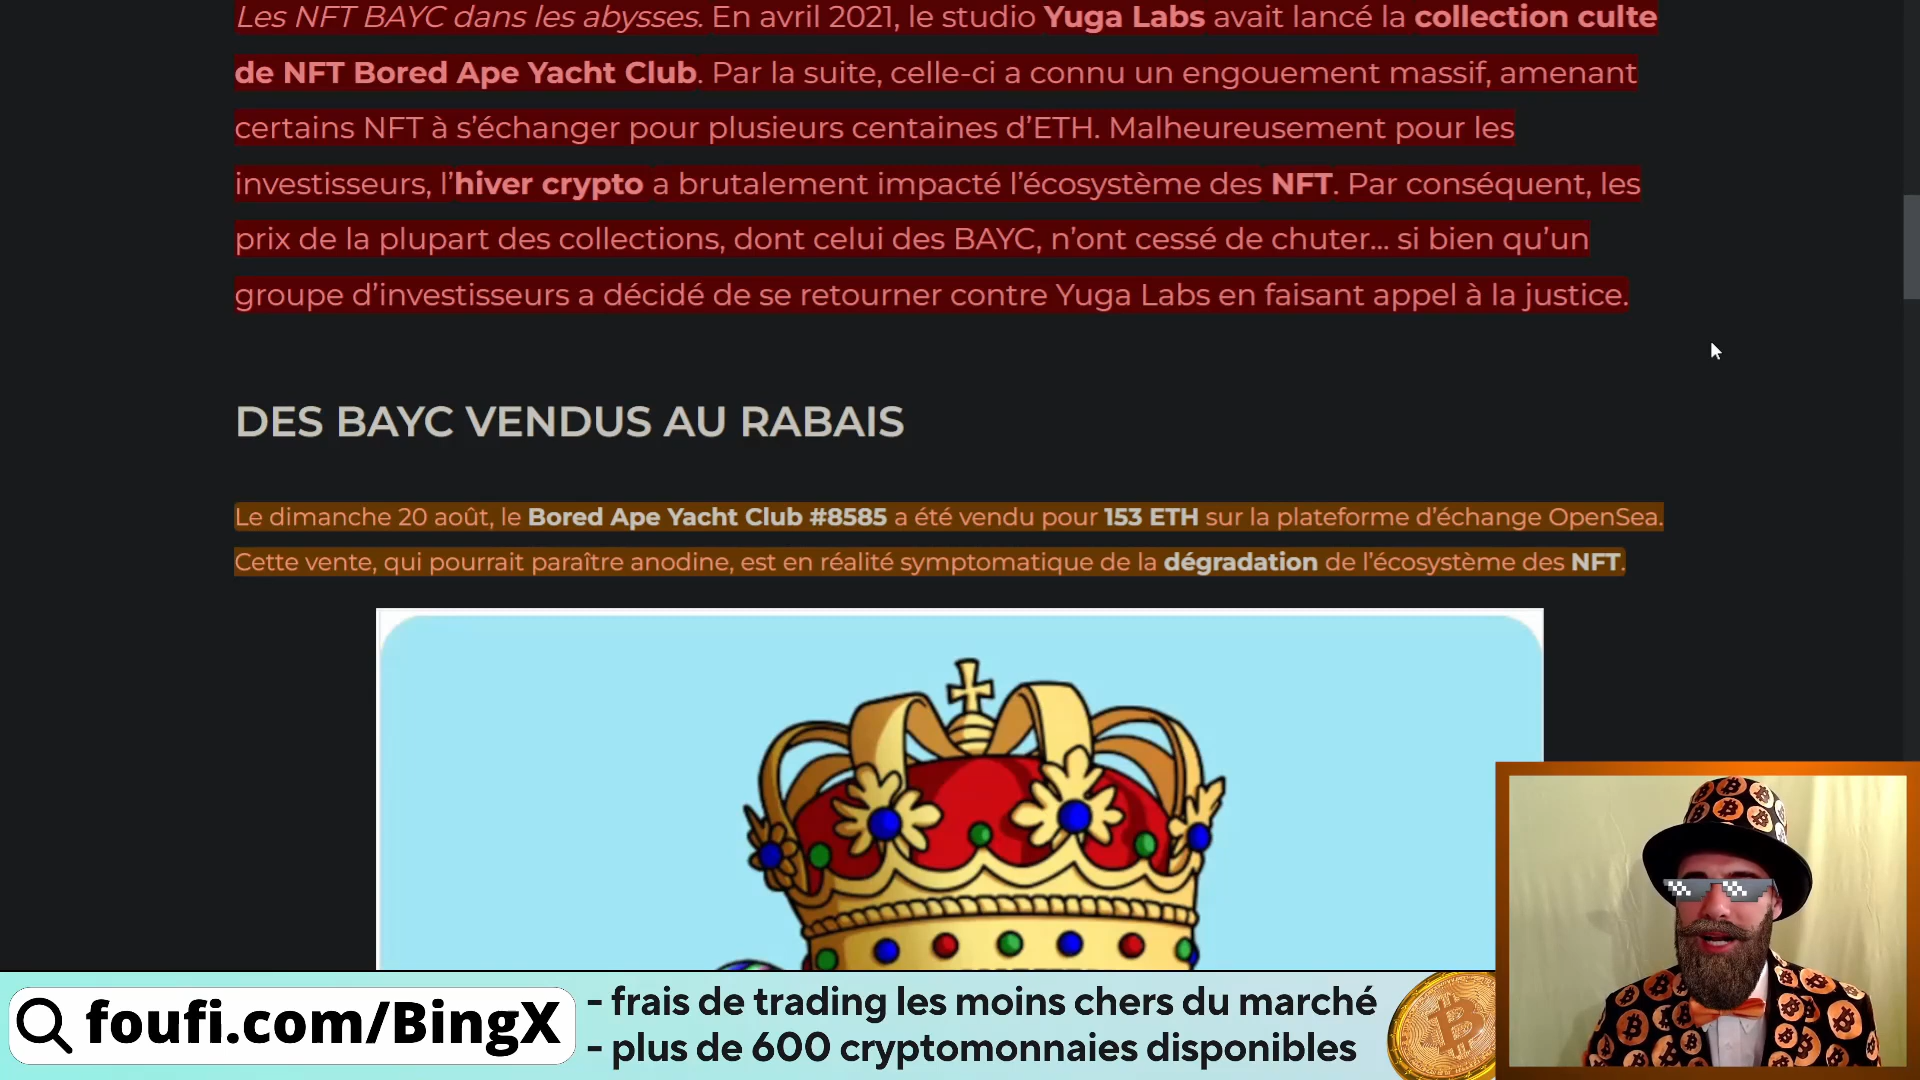 Les NFT BAYC dans les abysses. En avril 2021, le studio Yuga Labs avait lancé la collection culte
de NFT Bored Ape Yacht Club. Par la suite, celle-ci a connu un engouement massif, amenant
certains NFT à s’échanger pour plusieurs centaines d’ETH. Malheureusement pour les
investisseurs, l’hiver crypto a brutalement impacté l’écosystème des NFT. Par conséquent, les
prix de la plupart des collections, dont celui des BAYC, n’ont cessé de chuter… si bien qu’un
groupe d’investisseurs a décidé de se retourner contre Yuga Labs en faisant appel à la justice.
DES BAYC VENDUS AU RABAIS
Le dimanche 20 août, le Bored Ape Yacht Club #8585 a été vendu pour 153 ETH sur la plateforme d’échange OpenSea.
Cette vente, qui pourrait paraître anodine, est en réalité symptomatique de la dégradation de l’écosystème des NFT.
foufi.com/BingX
- frais de trading les moins chers du marché
- plus de 600 cryptomonnaies disponibles